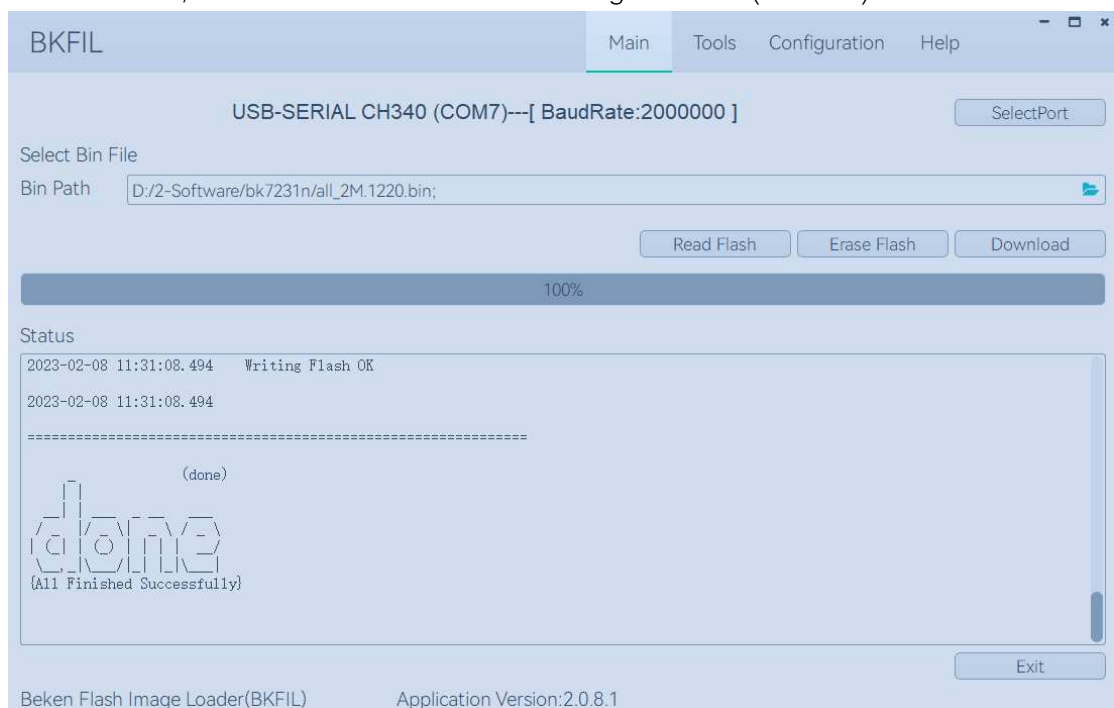 BKFIL Main Tools Configuration Help
USB-SERIAL CH340 (COM7)---[ BaudRate:2000000 ]
SelectPort
Select Bin File
Bin Path D:/2-Software/bk7231n/all_2M.1220.bin;
Read Flash Erase Flash Download
100%
Status
2023-02-08 11:31:08.494 Writing Flash OK
2023-02-08 11:31:08.494
==============================================================
(done)
done
{All Finished Successfully}
Exit
Beken Flash Image Loader(BKFIL) Application Version:2.0.8.1